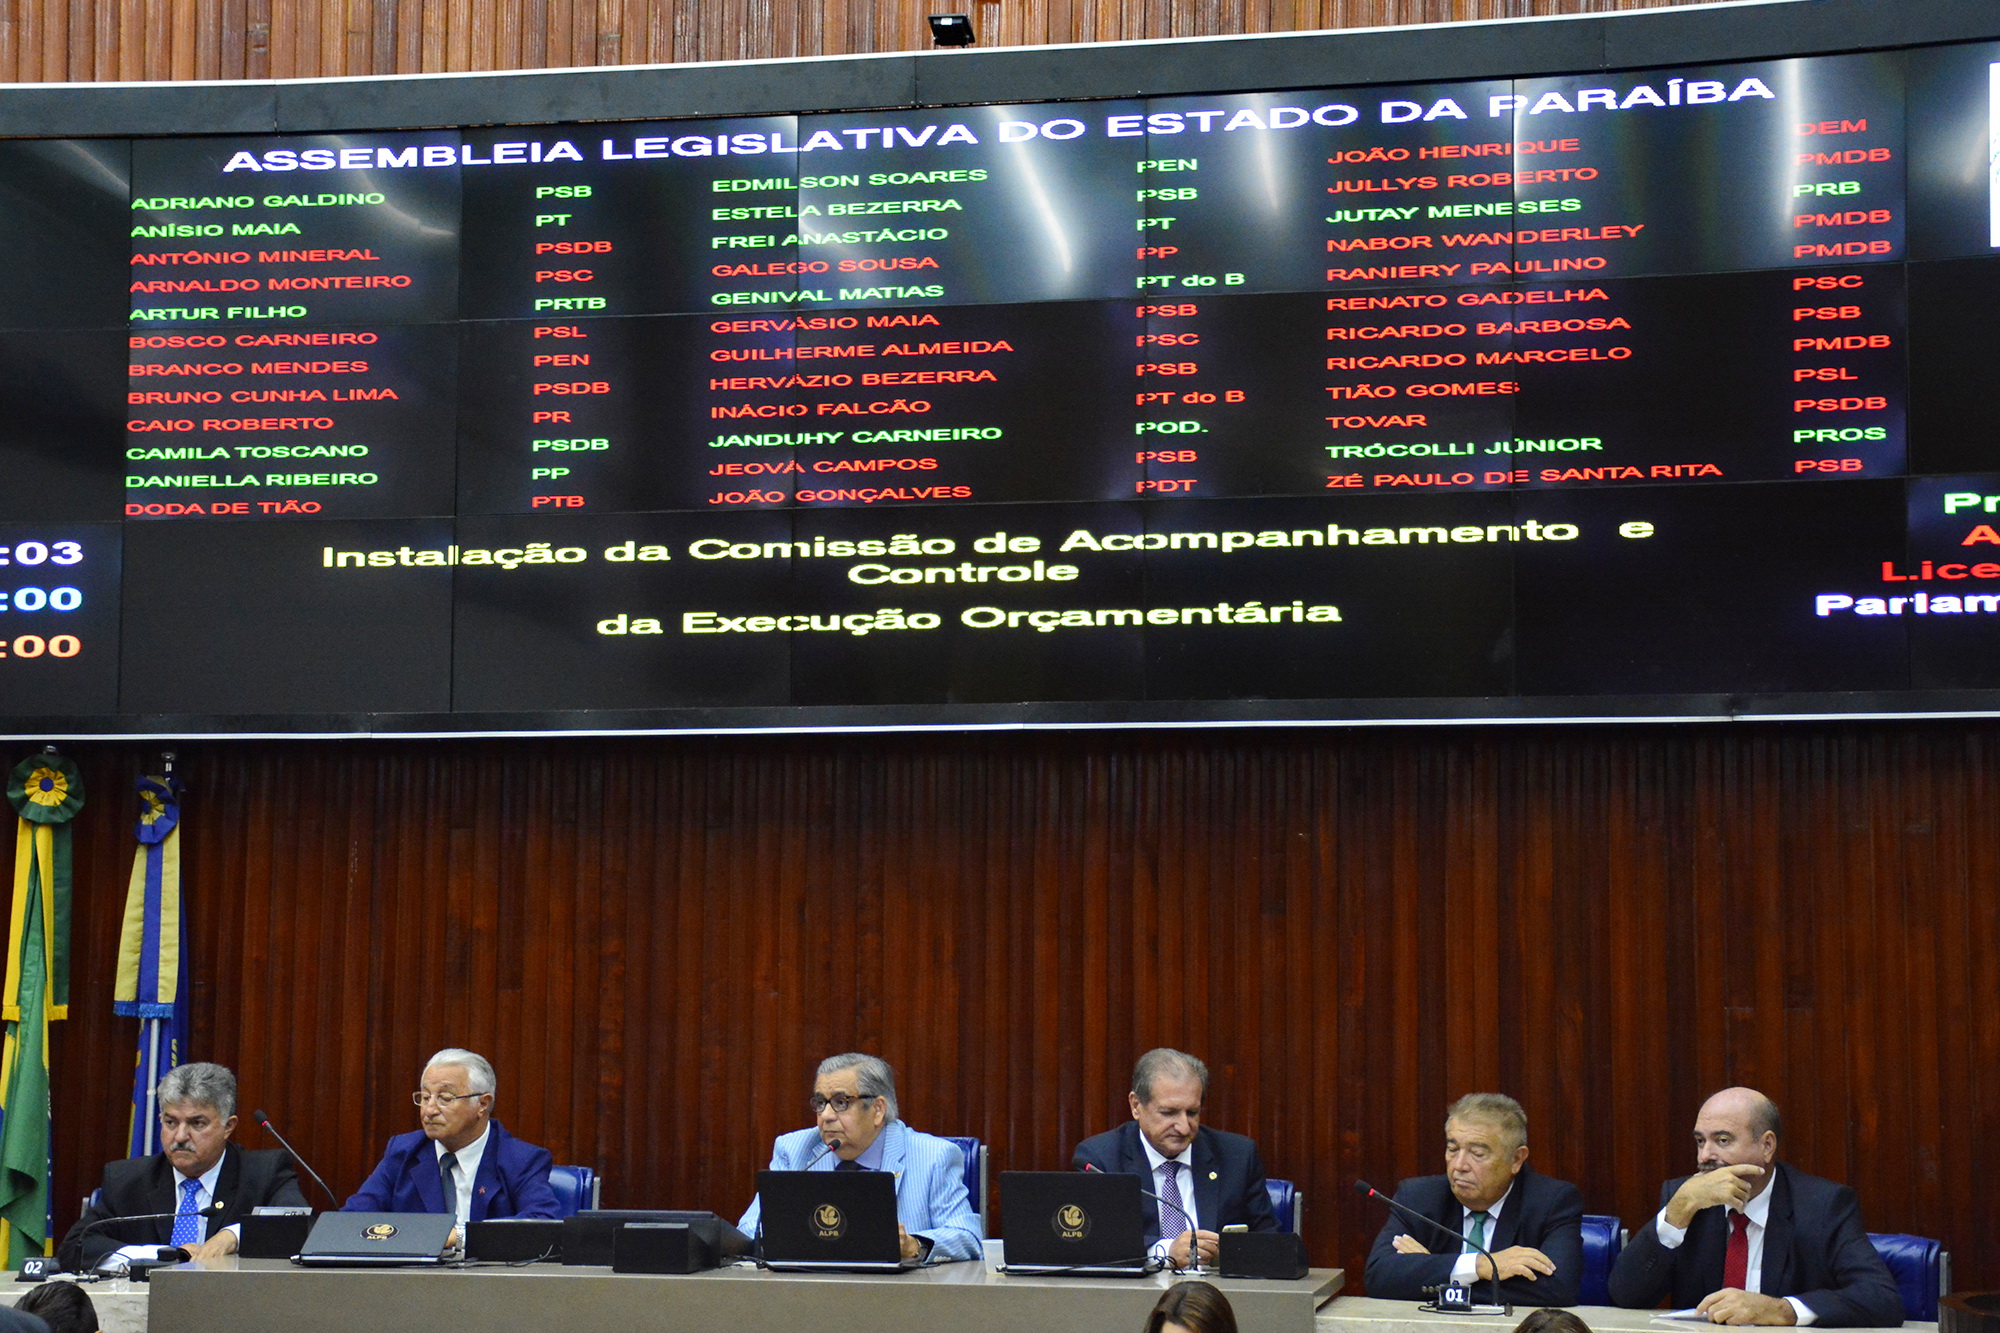 ASSEMBLEIA LEGISLATIVA DO ESTADO DA PARAÍBA
ADRIANO GALDINO PSB
ANÍSIO MAIA PT
ANTÔNIO MINERAL PSDB
ARNALDO MONTEIRO PSC
ARTUR FILHO PRTB
BOSCO CARNEIRO PSL
BRANCO MENDES PEN
BRUNO CUNHA LIMA PSDB
CAIO ROBERTO PR
CAMILA TOSCANO PSDB
DANIELLA RIBEIRO PP
DODA DE TIÃO PTB
EDMILSON SOARES PEN
ESTELA BEZERRA PSB
FREI ANASTÁCIO PT
GALEGO SOUSA PP
GENIVAL MATIAS PT do B
GERVÁSIO MAIA PSB
GUILHERME ALMEIDA PSC
HERVÁZIO BEZERRA PSB
INÁCIO FALCÃO PT do B
JANDUHY CARNEIRO POD.
JEOVÁ CAMPOS PSB
JOÃO GONÇALVES PDT
JOÃO HENRIQUE DEM
JULLYS ROBERTO PMDB
JUTAY MENESES PRB
NABOR WANDERLEY PMDB
RANIERY PAULINO PMDB
RENATO GADELHA PSC
RICARDO BARBOSA PSB
RICARDO MARCELO PMDB
TIÃO GOMES PSL
TOVAR PSDB
TRÓCOLLI JÚNIOR PROS
ZÉ PAULO DE SANTA RITA PSB
:03
:00
:00
Instalação da Comissão de Acompanhamento e
Controle
da Execução Orçamentária
Pr
A
Lice
Parlam
02
ALPB
ALPB
ALPB
01